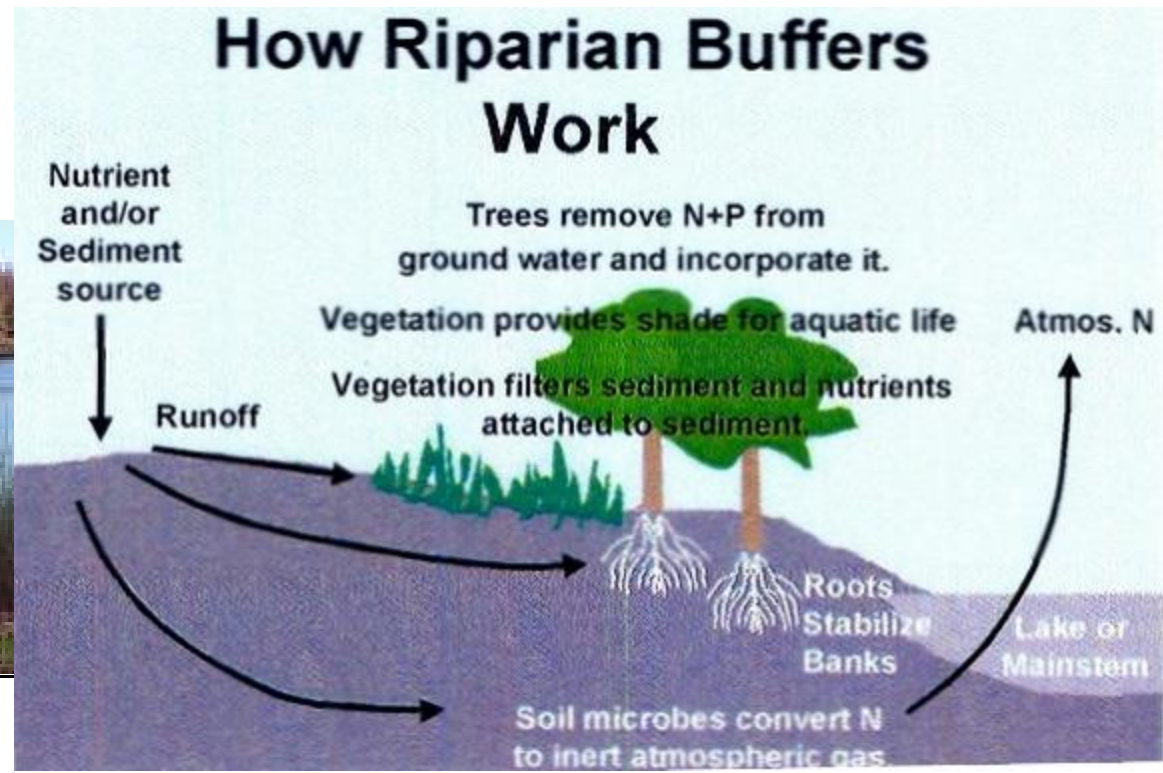 How Riparian Buffers
Work
Nutrient
and/or
Sediment
source
Trees remove N+P from
ground water and incorporate it.
Vegetation provides shade for aquatic life
Atmos. N
Vegetation filters sediment and nutrients
attached to sediment.
Runoff
Roots
Stabilize
Banks
Lake or
Mainstem
Soil microbes convert N
to inert atmospheric gas